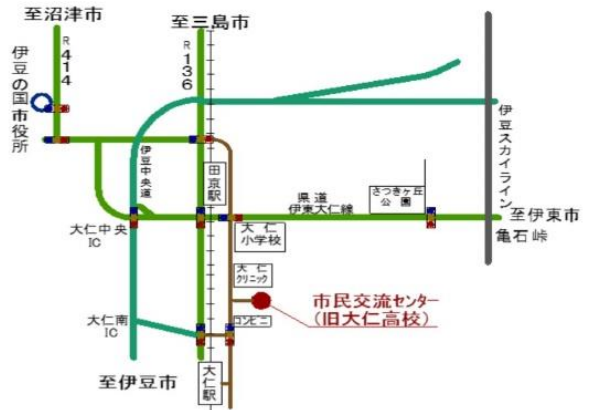 至沼津市
至三島市
R414
R136
伊豆の国市役所
伊豆中央道
田京駅
伊豆スカイライン
県道
伊東大仁線
さつきヶ丘
公園
至伊東市
亀石峠
大仁中央
IC
大仁
小学校
大仁
クリニック
市民交流センター
(旧大仁高校)
コンビニ
大仁南
IC
至伊豆市
大仁駅